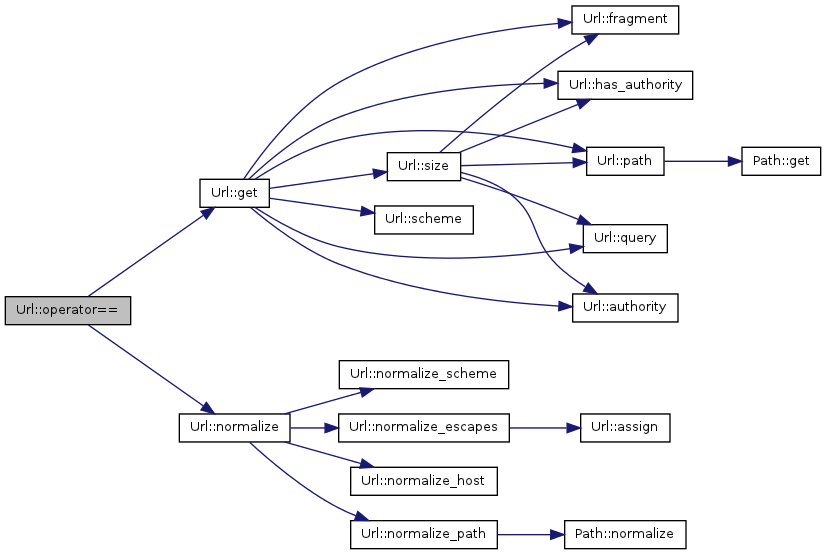 Url::fragment
Url::has_authority
Url::path
Path::get
Url::size
Url::get
Url::scheme
Url::query
Url::operator==
Url::authority
Url::normalize_scheme
Url::normalize
Url::normalize_escapes
Url::assign
Url::normalize_host
Url::normalize_path
Path::normalize